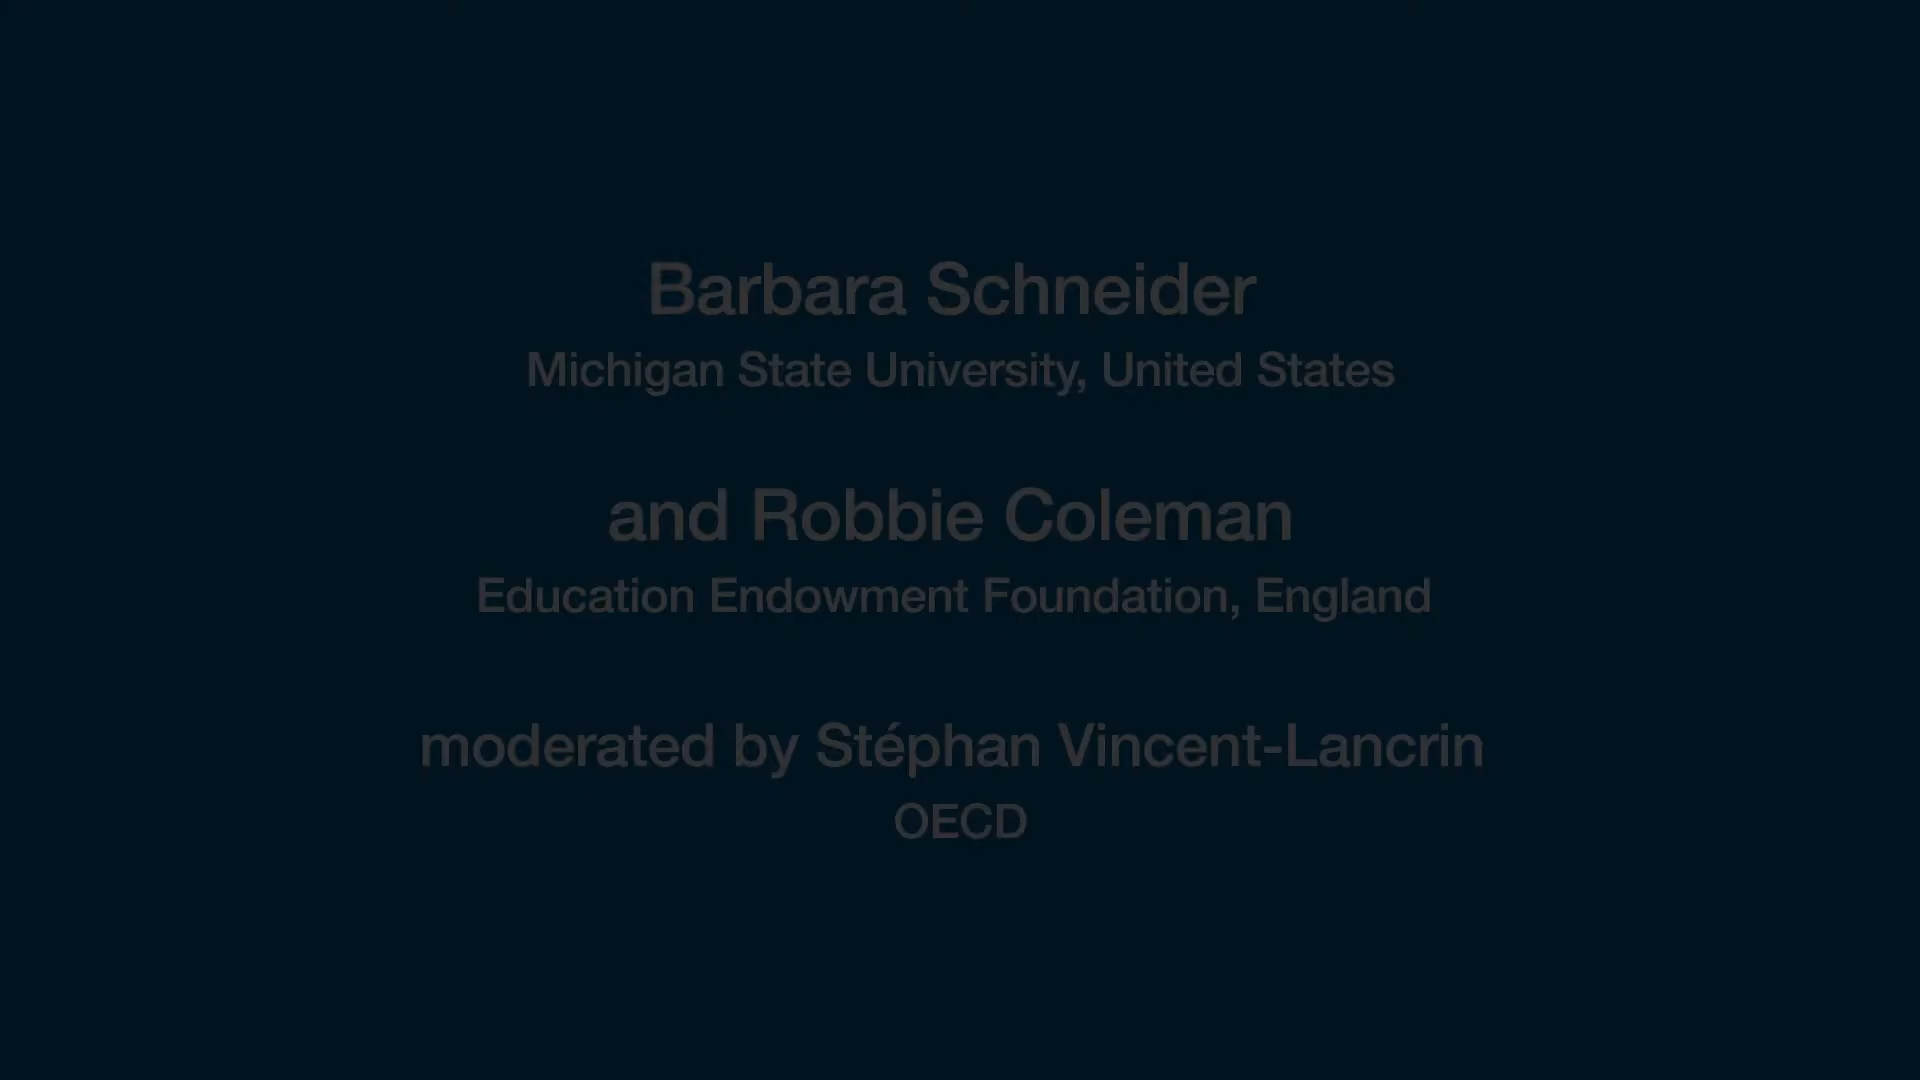 Barbara Schneider
Michigan State University, United States
and Robbie Coleman
Education Endowment Foundation, England
moderated by Stéphan Vincent-Lancrin
OECD